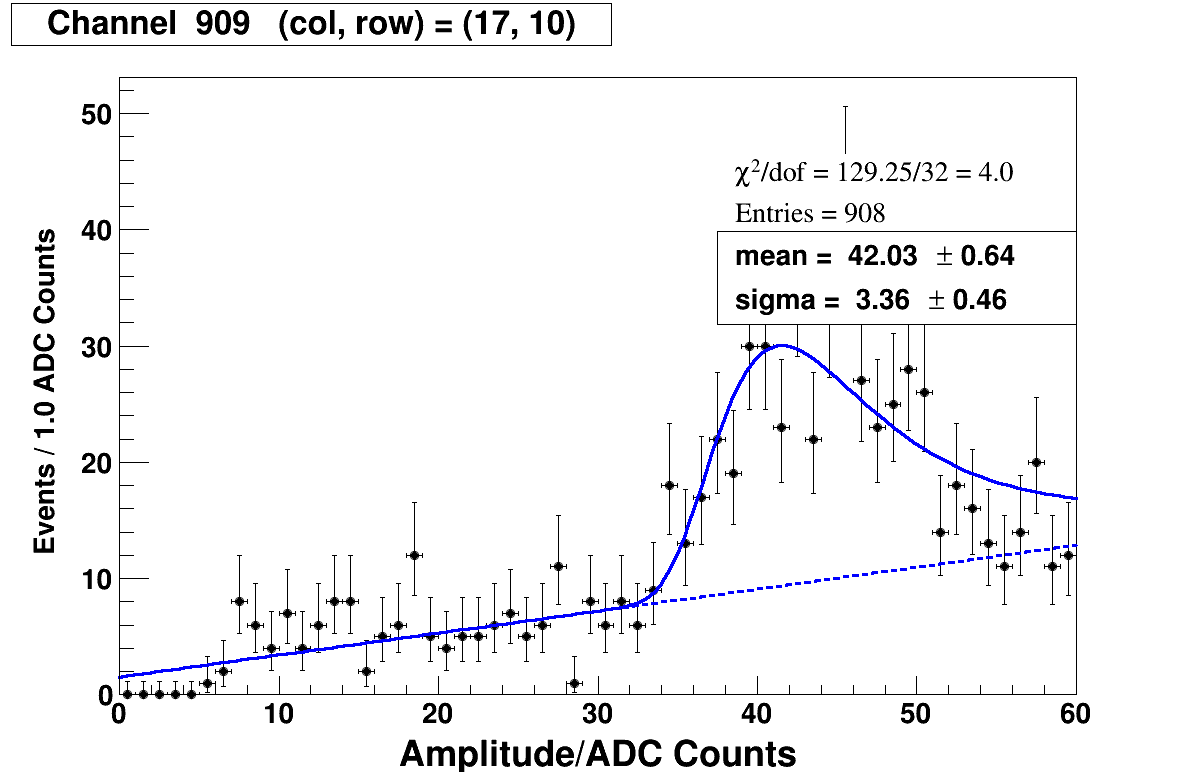 Channel 909 (col, row) = (17, 10)
50
40
30
20
10
0
Events / 1.0 ADC Counts
χ²/dof = 129.25/32 = 4.0
Entries = 908
mean = 42.03 ± 0.64
sigma = 3.36 ± 0.46
0 10 20 30 40 50 60
Amplitude/ADC Counts